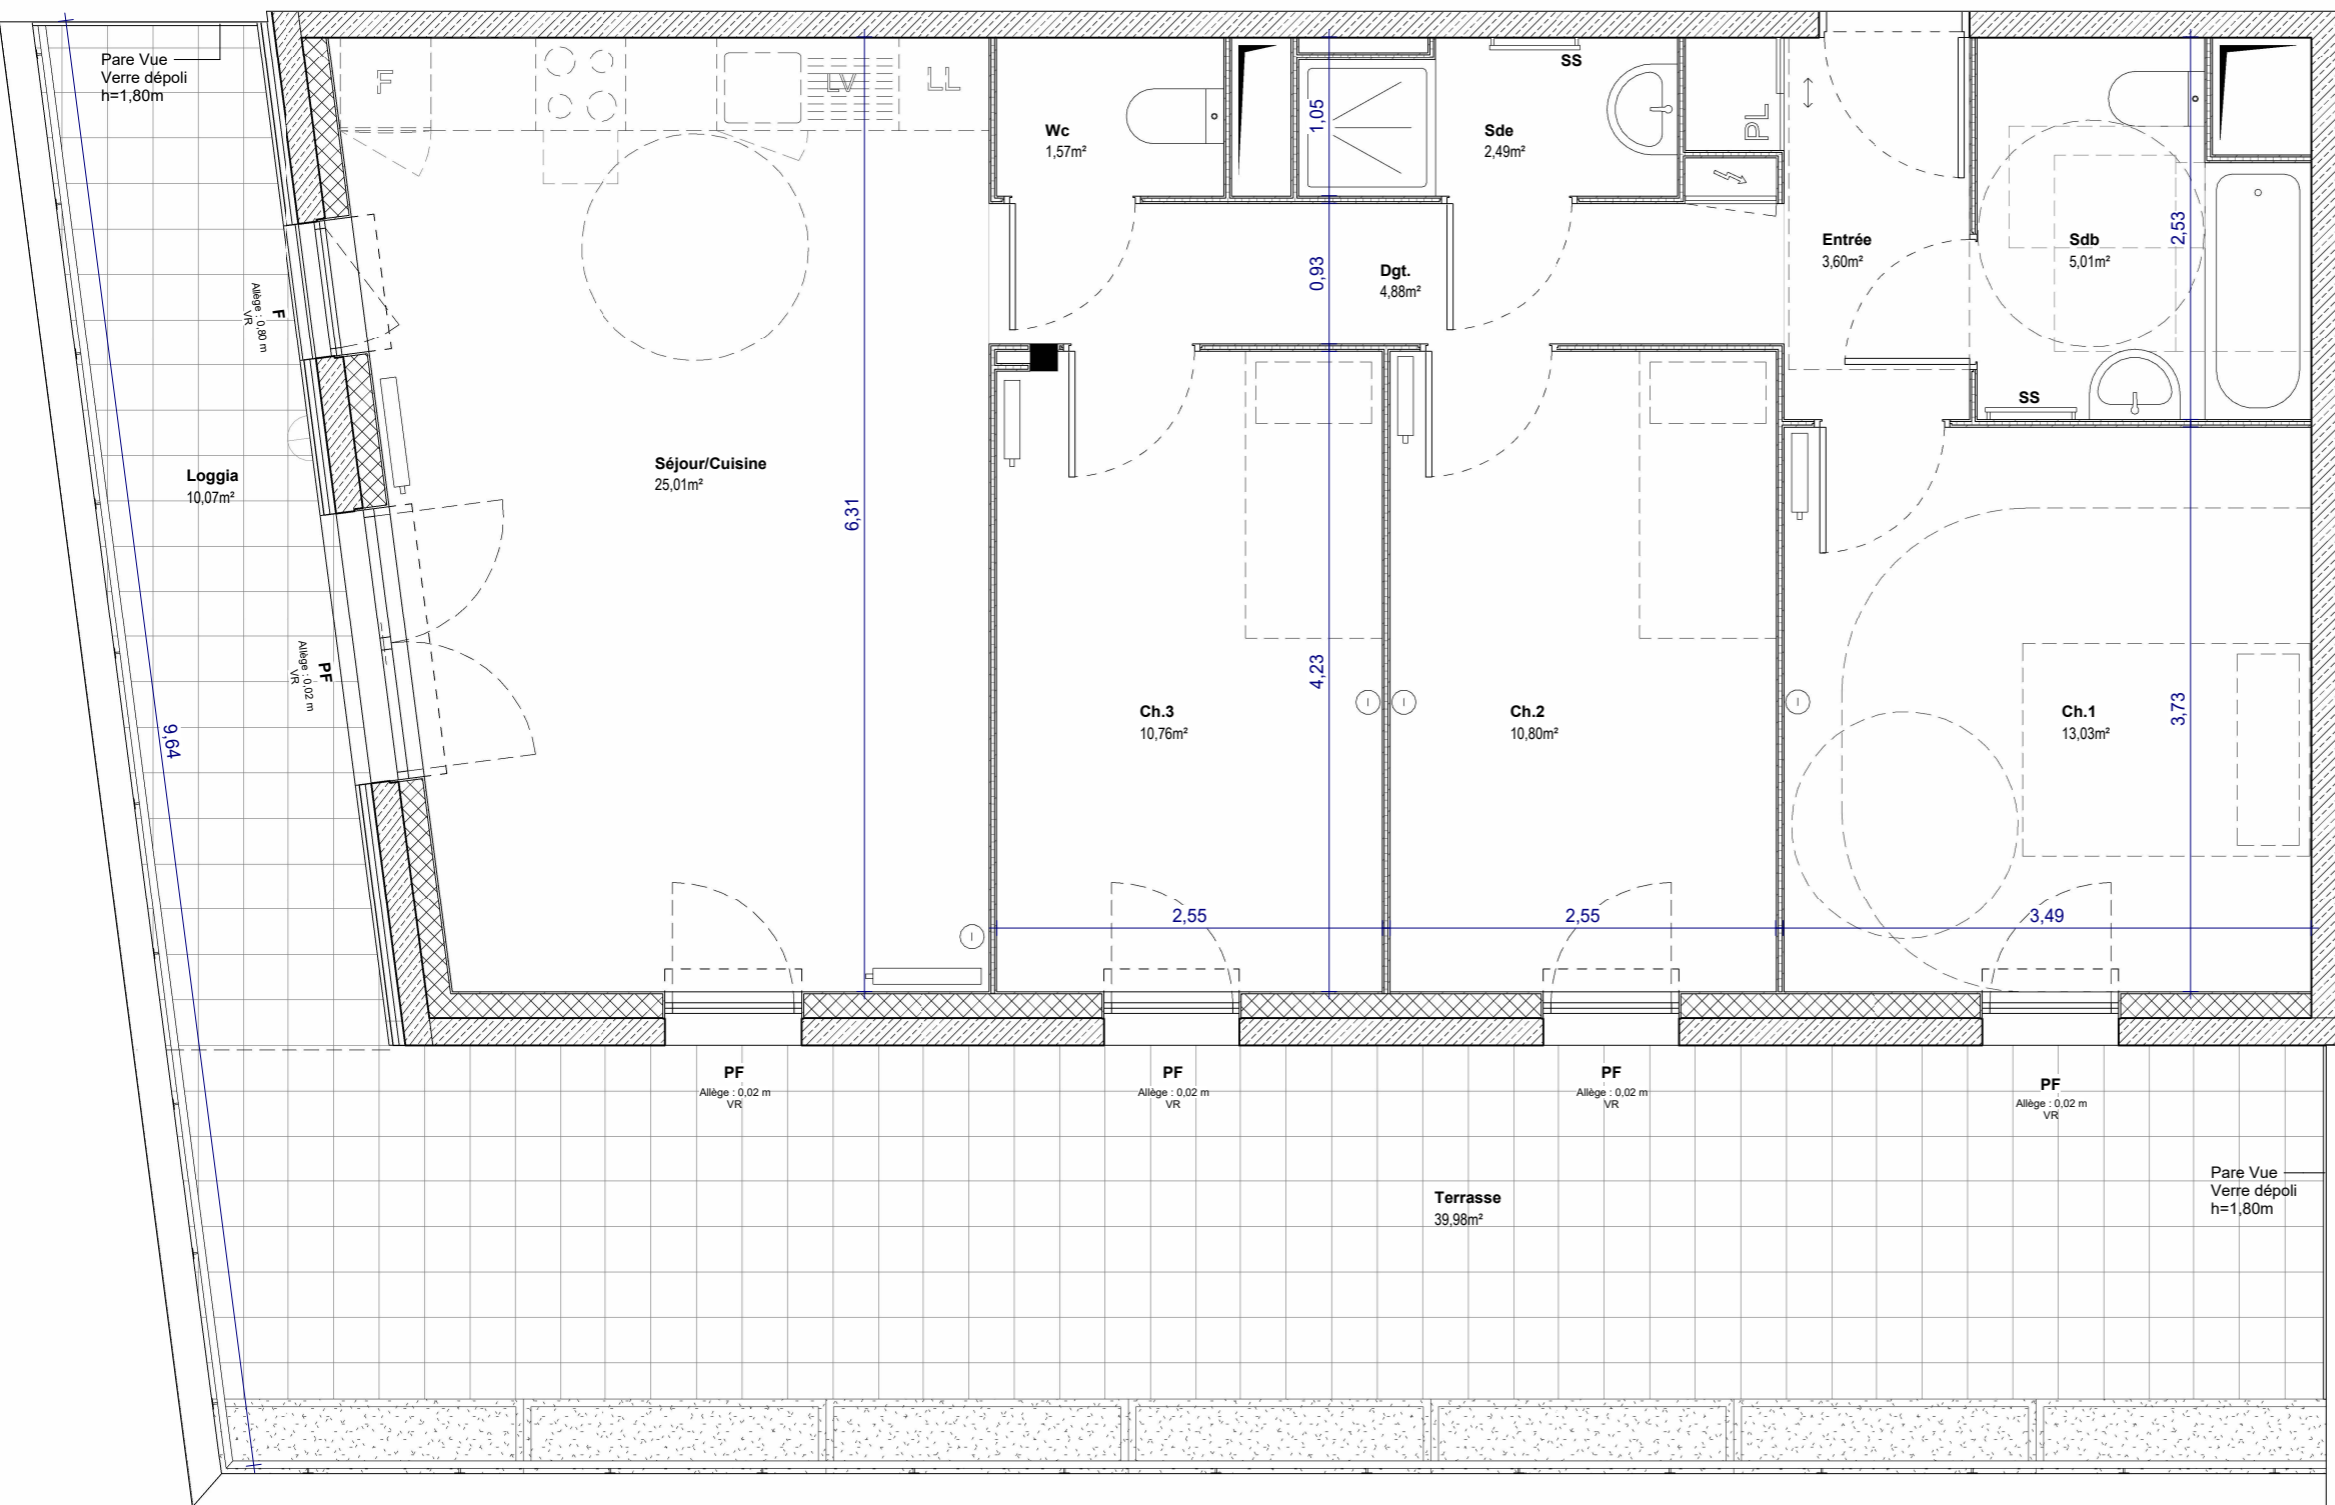 Pare Vue
Verre dépoli
h=1,80m
F
LV
LL
Wc
1,57m²
1,05
SS
Sde
2,49m²
PL
Entrée
3,60m²
Sdb
5,01m²
2,53
0,93
Dgt.
4,88m²
F
Allège : 0,80 m
VR
SS
Loggia
10,07m²
Séjour/Cuisine
25,01m²
6,31
PF
Allège : 0,02 m
VR
9,64
4,23
Ch.3
10,76m²
Ch.2
10,80m²
Ch.1
13,03m²
3,73
2,55
2,55
3,49
PF
Allège : 0,02 m
VR
PF
Allège : 0,02 m
VR
PF
Allège : 0,02 m
VR
PF
Allège : 0,02 m
VR
Terrasse
39,98m²
Pare Vue
Verre dépoli
h=1,80m